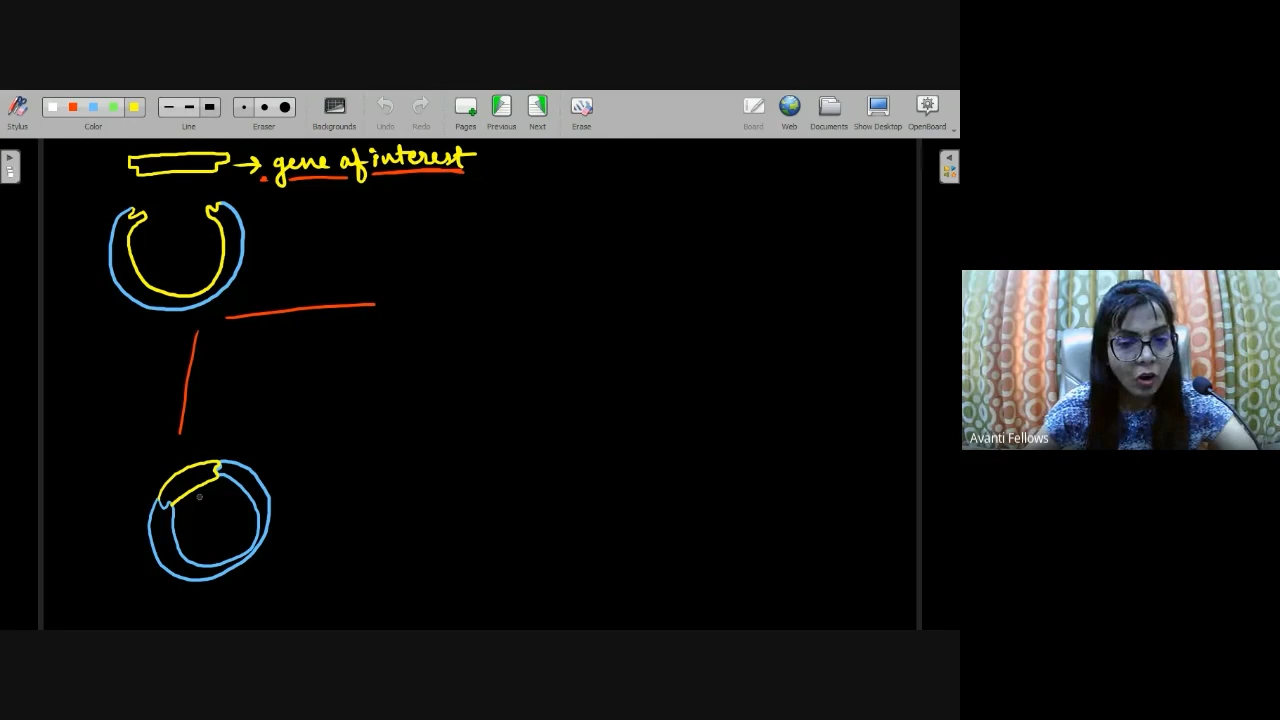 Stylus
Color
Line
Eraser
Backgrounds
Undo
Redo
Pages
Previous
Next
Erase
Board
Web
Documents
Show Desktop
OpenBoard
gene of interest
Avanti Fellows